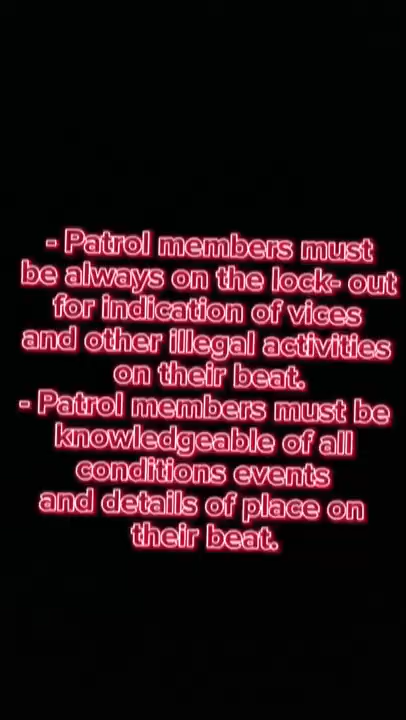 - Patrol members must
be always on the lock- out
for indication of vices
and other illegal activities
on their beat.
- Patrol members must be
knowledgeable of all
conditions events
and details of place on
their beat.